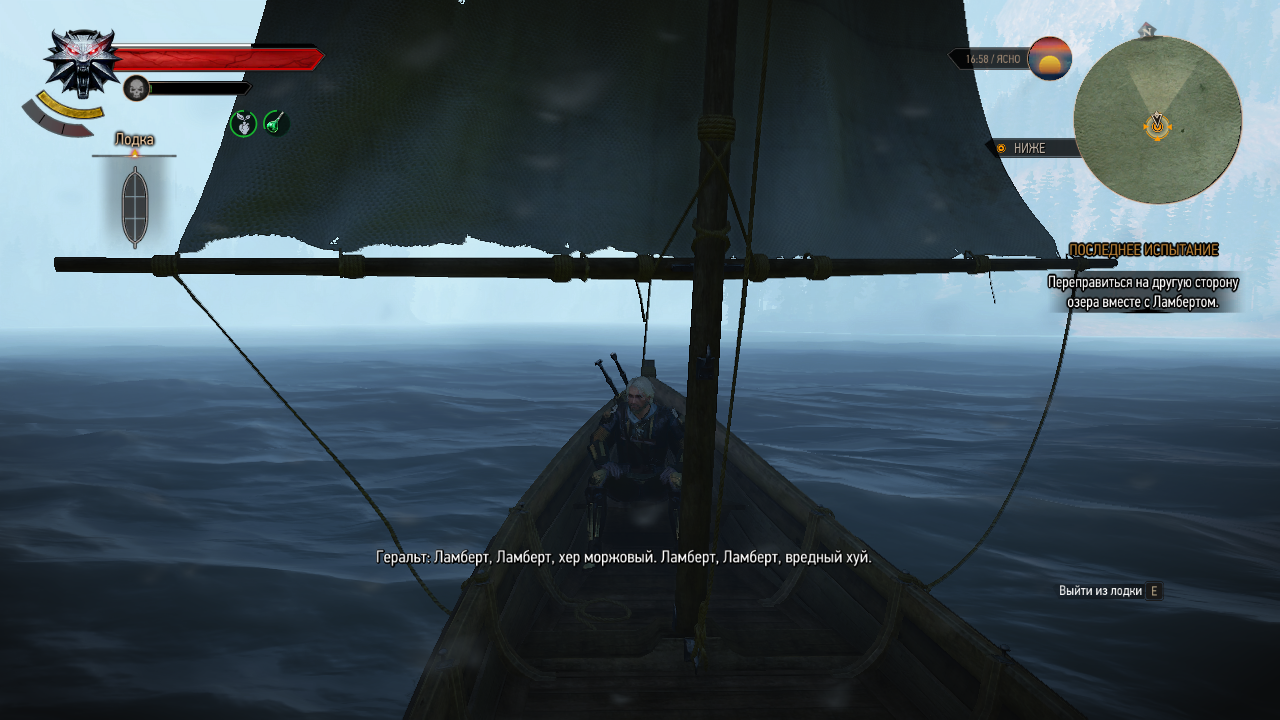 16:58 / ЯСНО
N
Лодка
НИЖЕ
ПОСЛЕДНЕЕ ИСПЫТАНИЕ
Переправиться на другую сторону
озера вместе с Ламбертом.
Геральт: Ламберт, Ламберт, хер моржовый. Ламберт, Ламберт, вредный хуй.
Выйти из лодки E